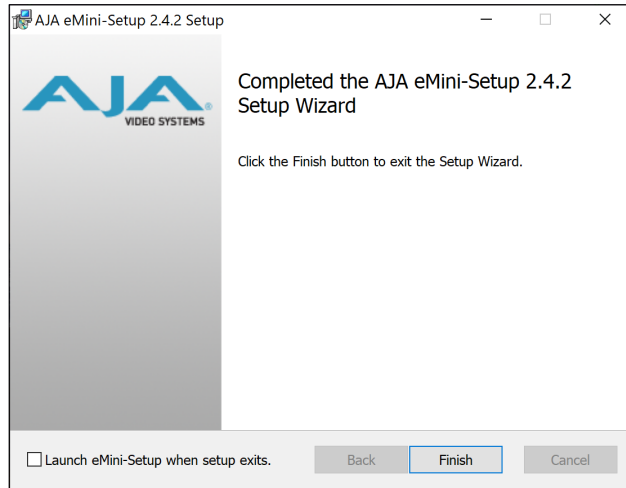 AJA eMini-Setup 2.4.2 Setup
AJA
VIDEO SYSTEMS
Completed the AJA eMini-Setup 2.4.2
Setup Wizard
Click the Finish button to exit the Setup Wizard.
Launch eMini-Setup when setup exits.
Back
Finish
Cancel